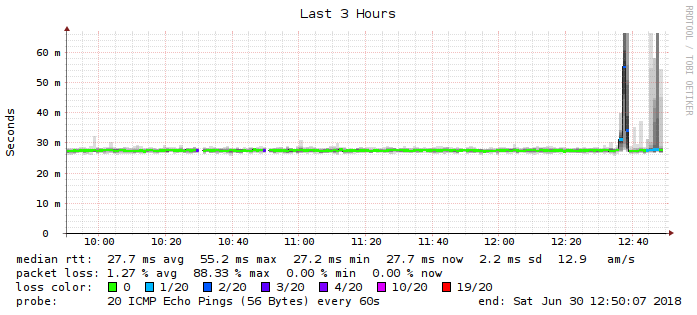 Last 3 Hours
RRDTOOL / TOBI OETIKER
Seconds
60 m
50 m
40 m
30 m
20 m
10 m
0
10:00 10:20 10:40 11:00 11:20 11:40 12:00 12:20 12:40
median rtt: 27.7 ms avg 55.2 ms max 27.2 ms min 27.7 ms now 2.2 ms sd 12.9 am/s
packet loss: 1.27 % avg 88.33 % max 0.00 % min 0.00 % now
loss color: 0 1/20 2/20 3/20 4/20 10/20 19/20
probe: 20 ICMP Echo Pings (56 Bytes) every 60s end: Sat Jun 30 12:50:07 2018